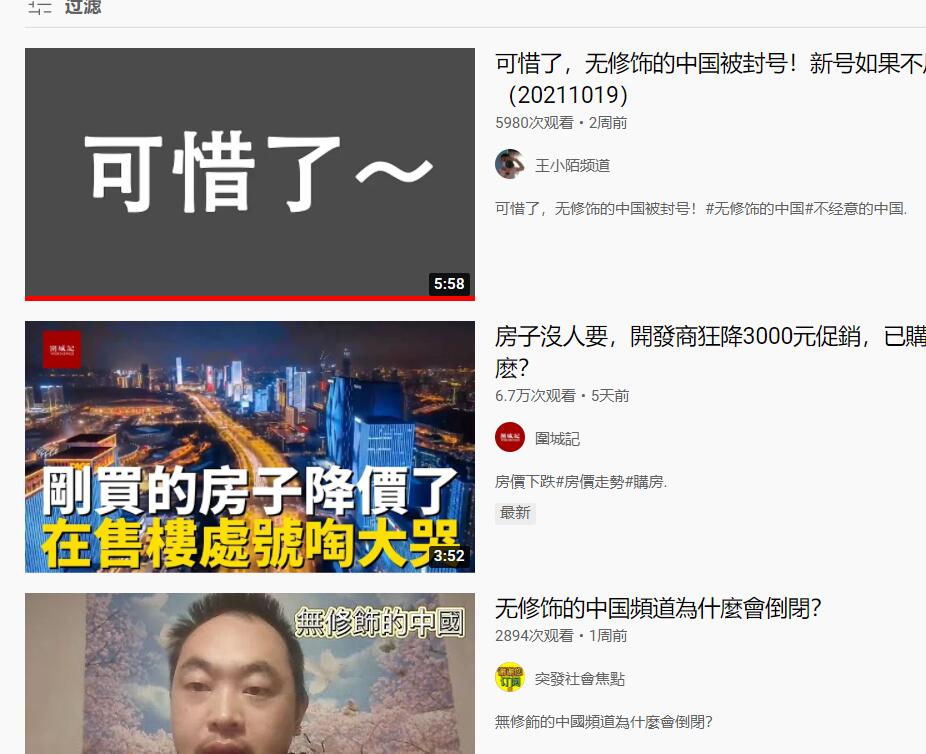 过滤
可惜了～
5:58
可惜了，无修饰的中国被封号！新号如果不
（20211019）
5980次观看・2周前
王小陌频道
可惜了，无修饰的中国被封号！#无修饰的中国#不经意的中国.
圍城記
剛買的房子降價了
在售樓處號啕大哭
3:52
房子沒人要，開發商狂降3000元促銷，已購
麽？
6.7万次观看・5天前
圍城記
圍城記
房價下跌#房價走勢#購房.
最新
無修飾的中國
无修饰的中国頻道為什麼會倒閉？
2894次观看・1周前
订阅
突發社會焦點
無修飾的中國頻道為什麼會倒閉？